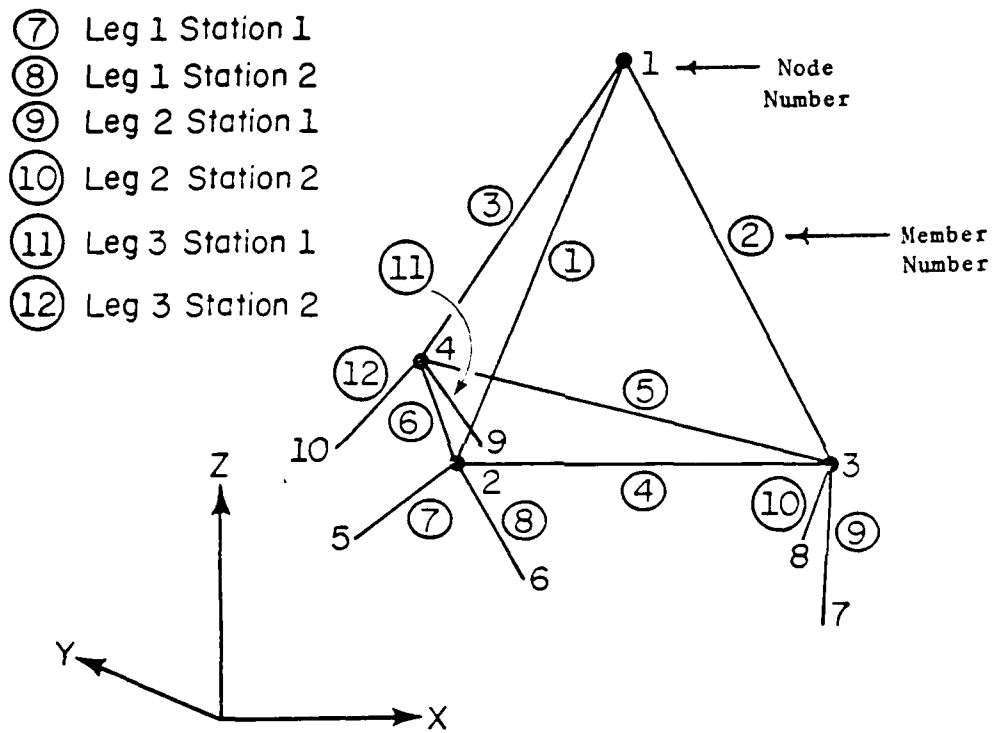 7 Leg 1 Station 1
8 Leg 1 Station 2
9 Leg 2 Station 1
10 Leg 2 Station 2
11 Leg 3 Station 1
12 Leg 3 Station 2
1
Node
Number
3
2
Member
Number
1
11
4
12
5
6
10
9
Z
2
3
4
10
7
8
9
5
8
6
7
Y
X